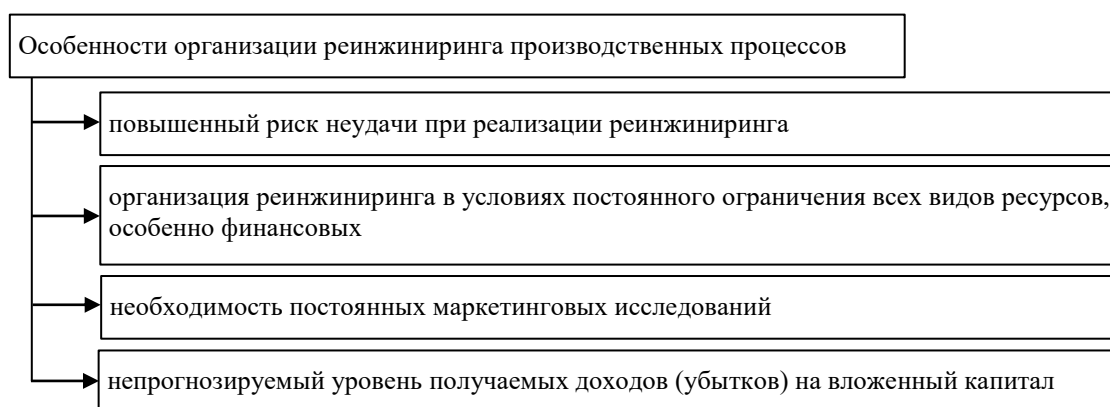 Особенности организации реинжиниринга производственных процессов
повышенный риск неудачи при реализации реинжиниринга
организация реинжиниринга в условиях постоянного ограничения всех видов ресурсов,
особенно финансовых
необходимость постоянных маркетинговых исследований
непрогнозируемый уровень получаемых доходов (убытков) на вложенный капитал